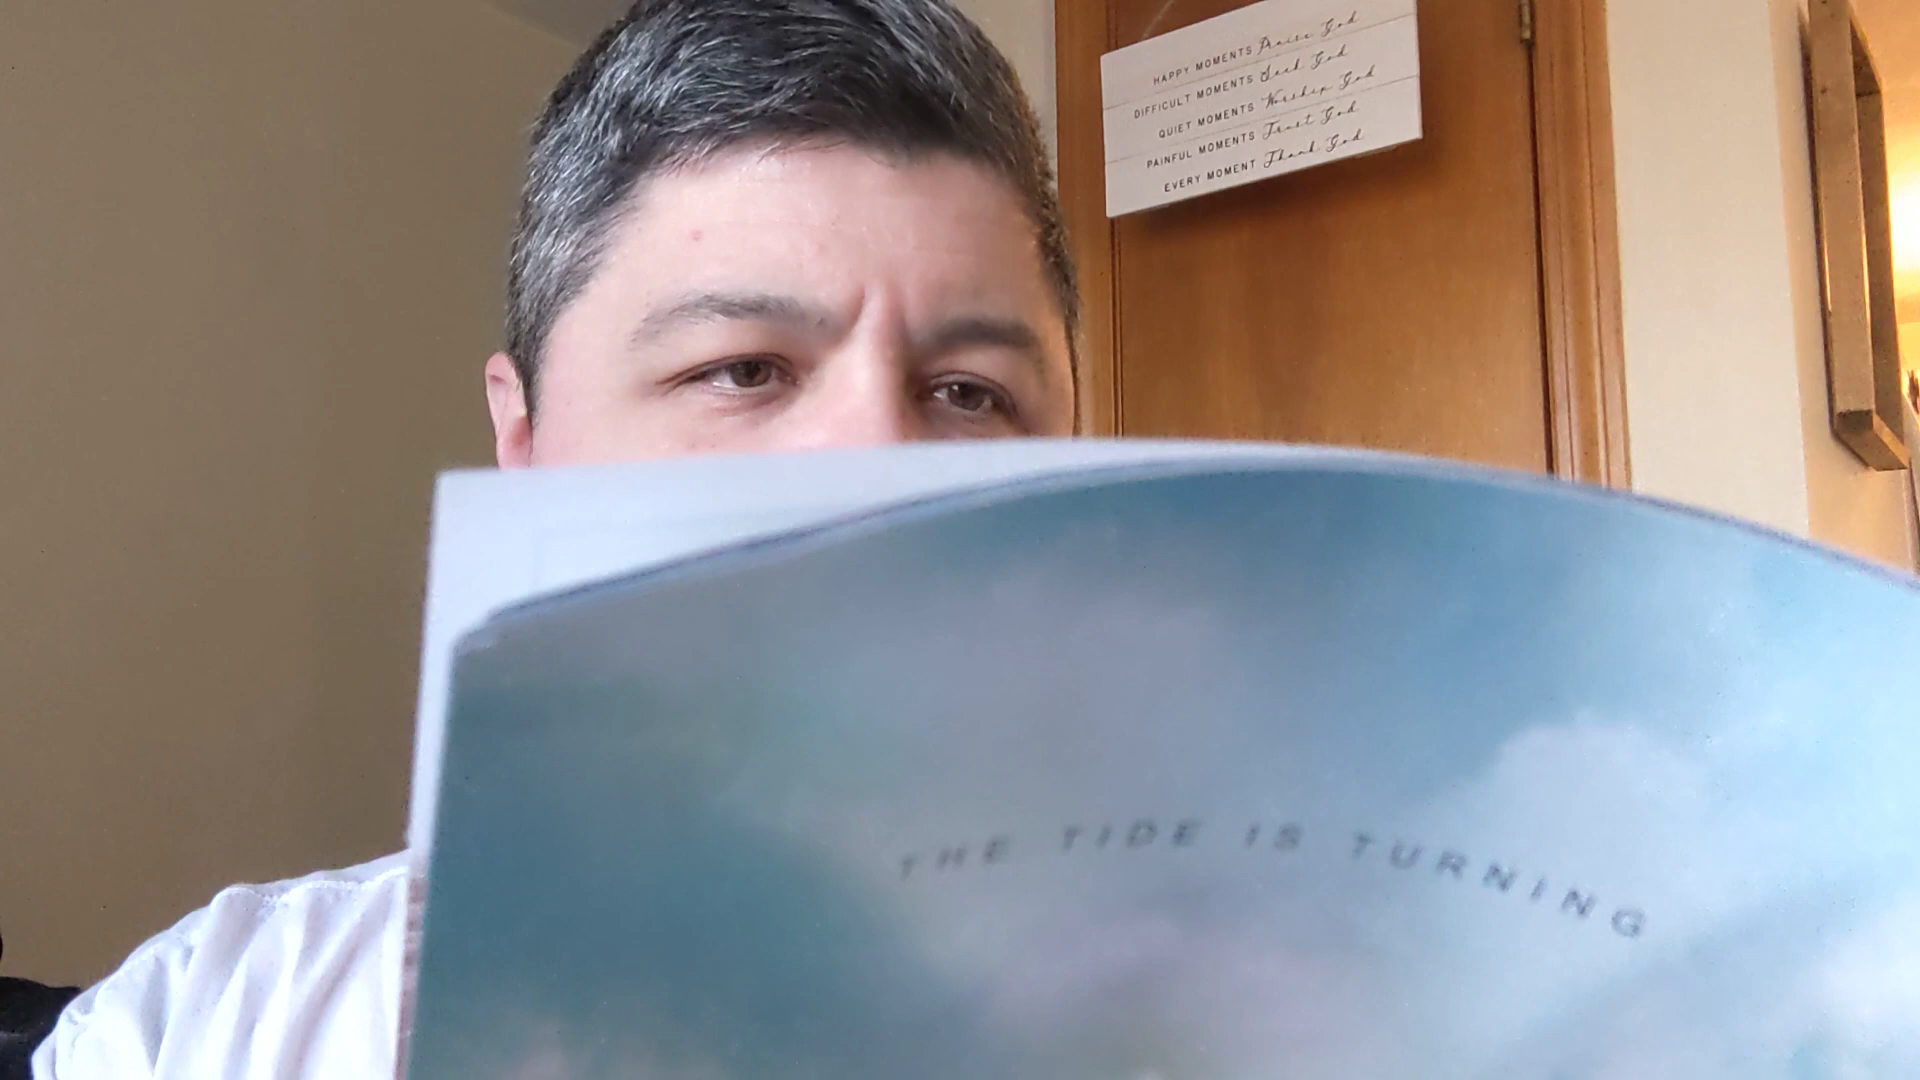 HAPPY MOMENTS Praise God
DIFFICULT MOMENTS Seek God
QUIET MOMENTS Worship God
PAINFUL MOMENTS Trust God
EVERY MOMENT Thank God
THE TIDE IS TURNING